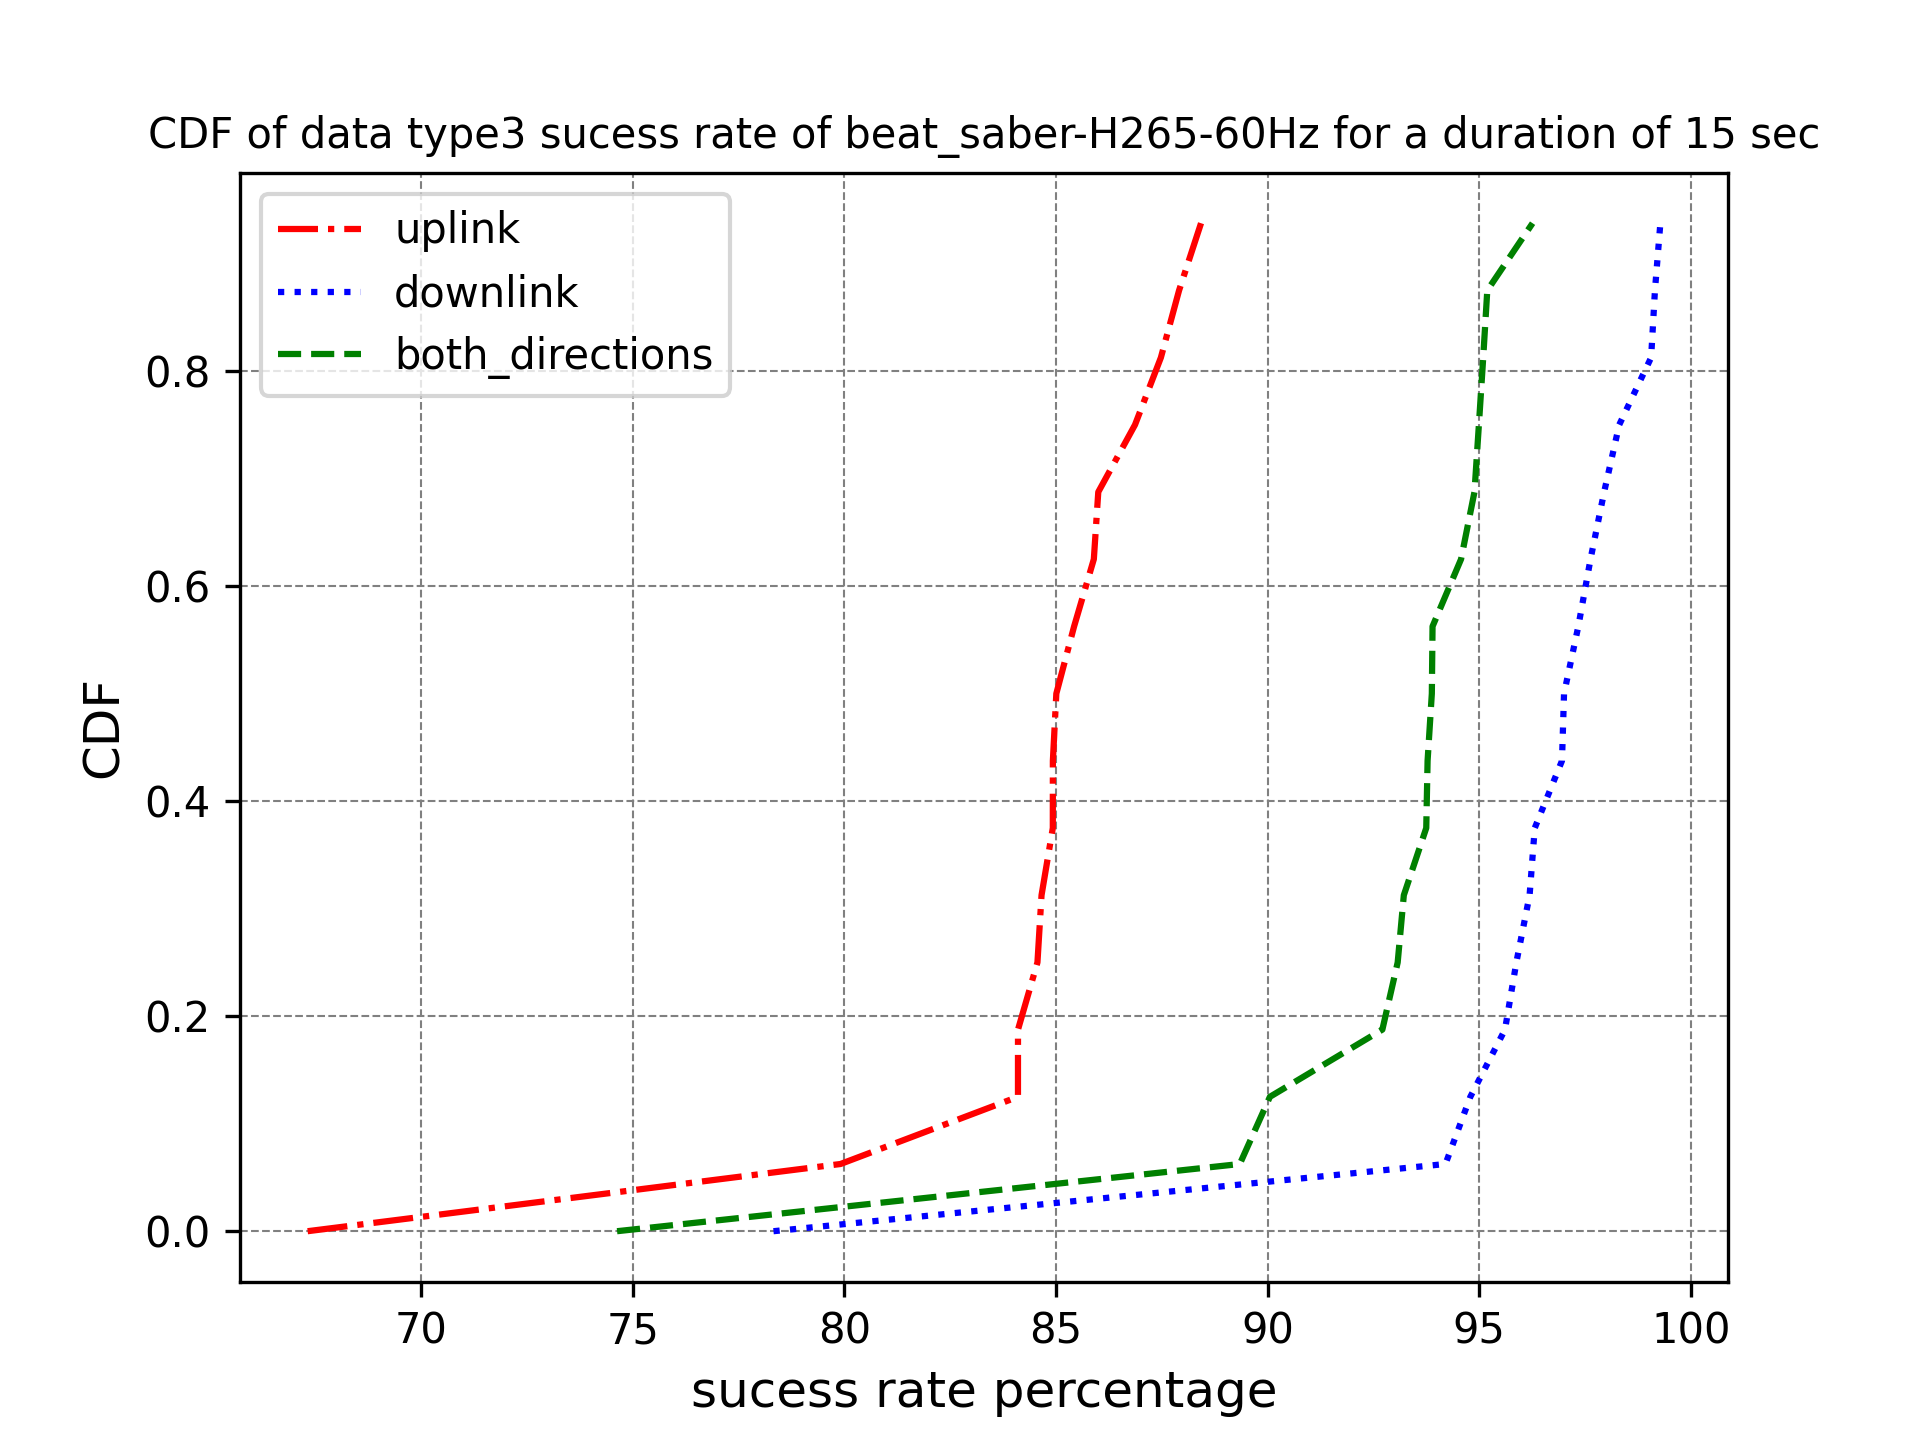 CDF of data type3 sucess rate of beat_saber-H265-60Hz for a duration of 15 sec
uplink
downlink
both_directions
CDF
0.8
0.6
0.4
0.2
0.0
70 75 80 85 90 95 100
sucess rate percentage